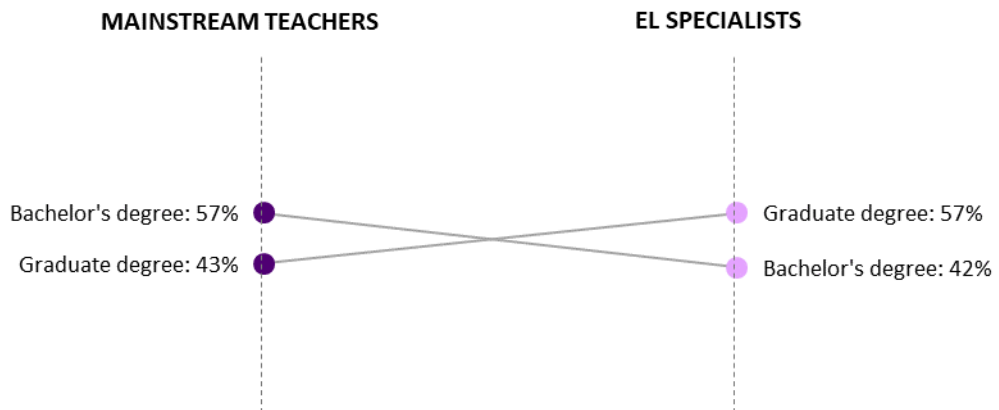 MAINSTREAM TEACHERS
EL SPECIALISTS
Bachelor's degree: 57%
Graduate degree: 57%
Graduate degree: 43%
Bachelor's degree: 42%